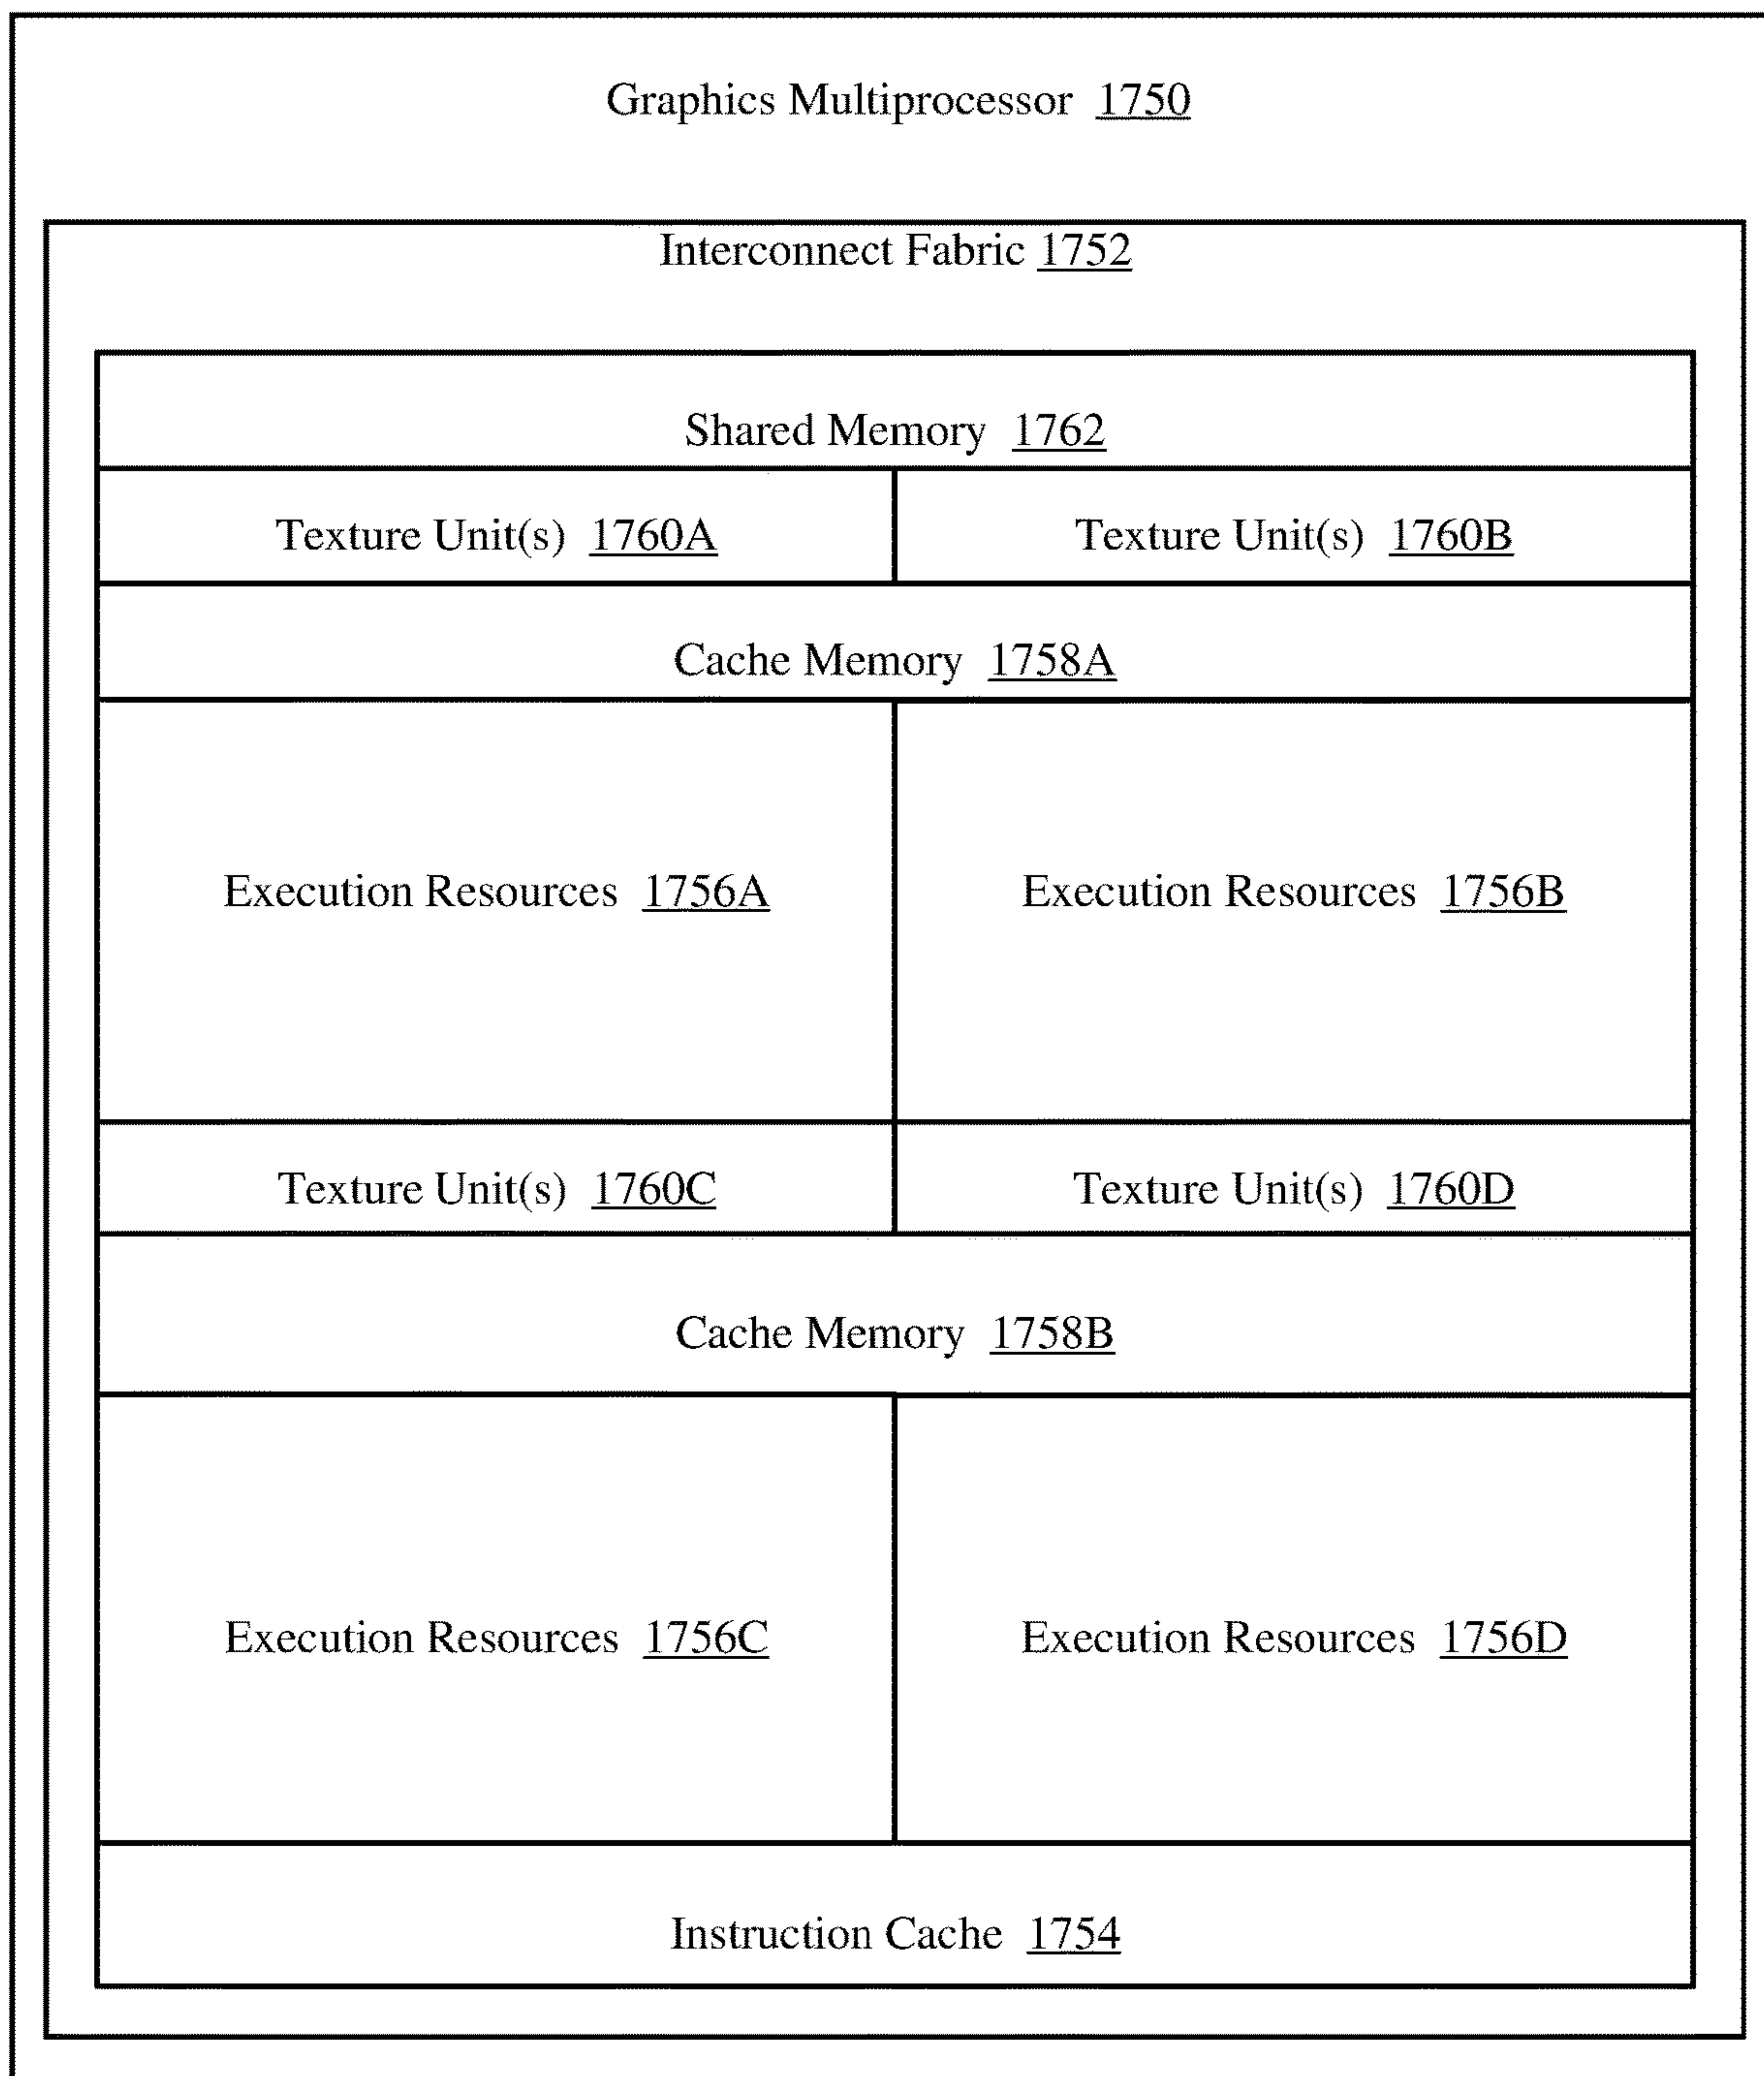 Graphics Multiprocessor 1750
Interconnect Fabric 1752
Shared Memory 1762
Texture Unit(s) 1760A
Texture Unit(s) 1760B
Cache Memory 1758A
Execution Resources 1756A
Execution Resources 1756B
Texture Unit(s) 1760C
Texture Unit(s) 1760D
Cache Memory 1758B
Execution Resources 1756C
Execution Resources 1756D
Instruction Cache 1754